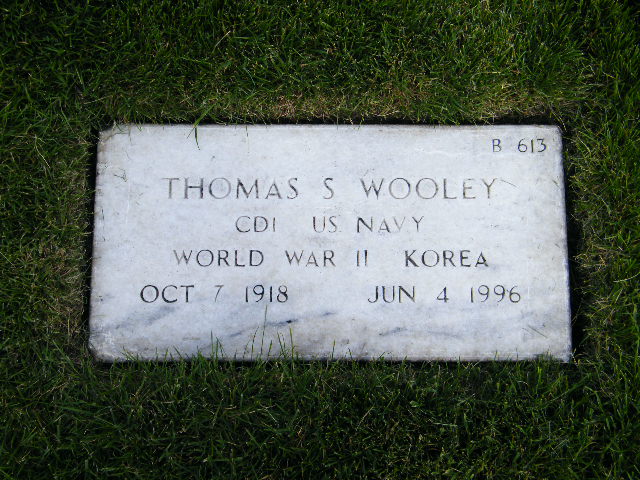 B 613
THOMAS S WOOLEY
CDI US NAVY
WORLD WAR II KOREA
OCT 7 1918 JUN 4 1996